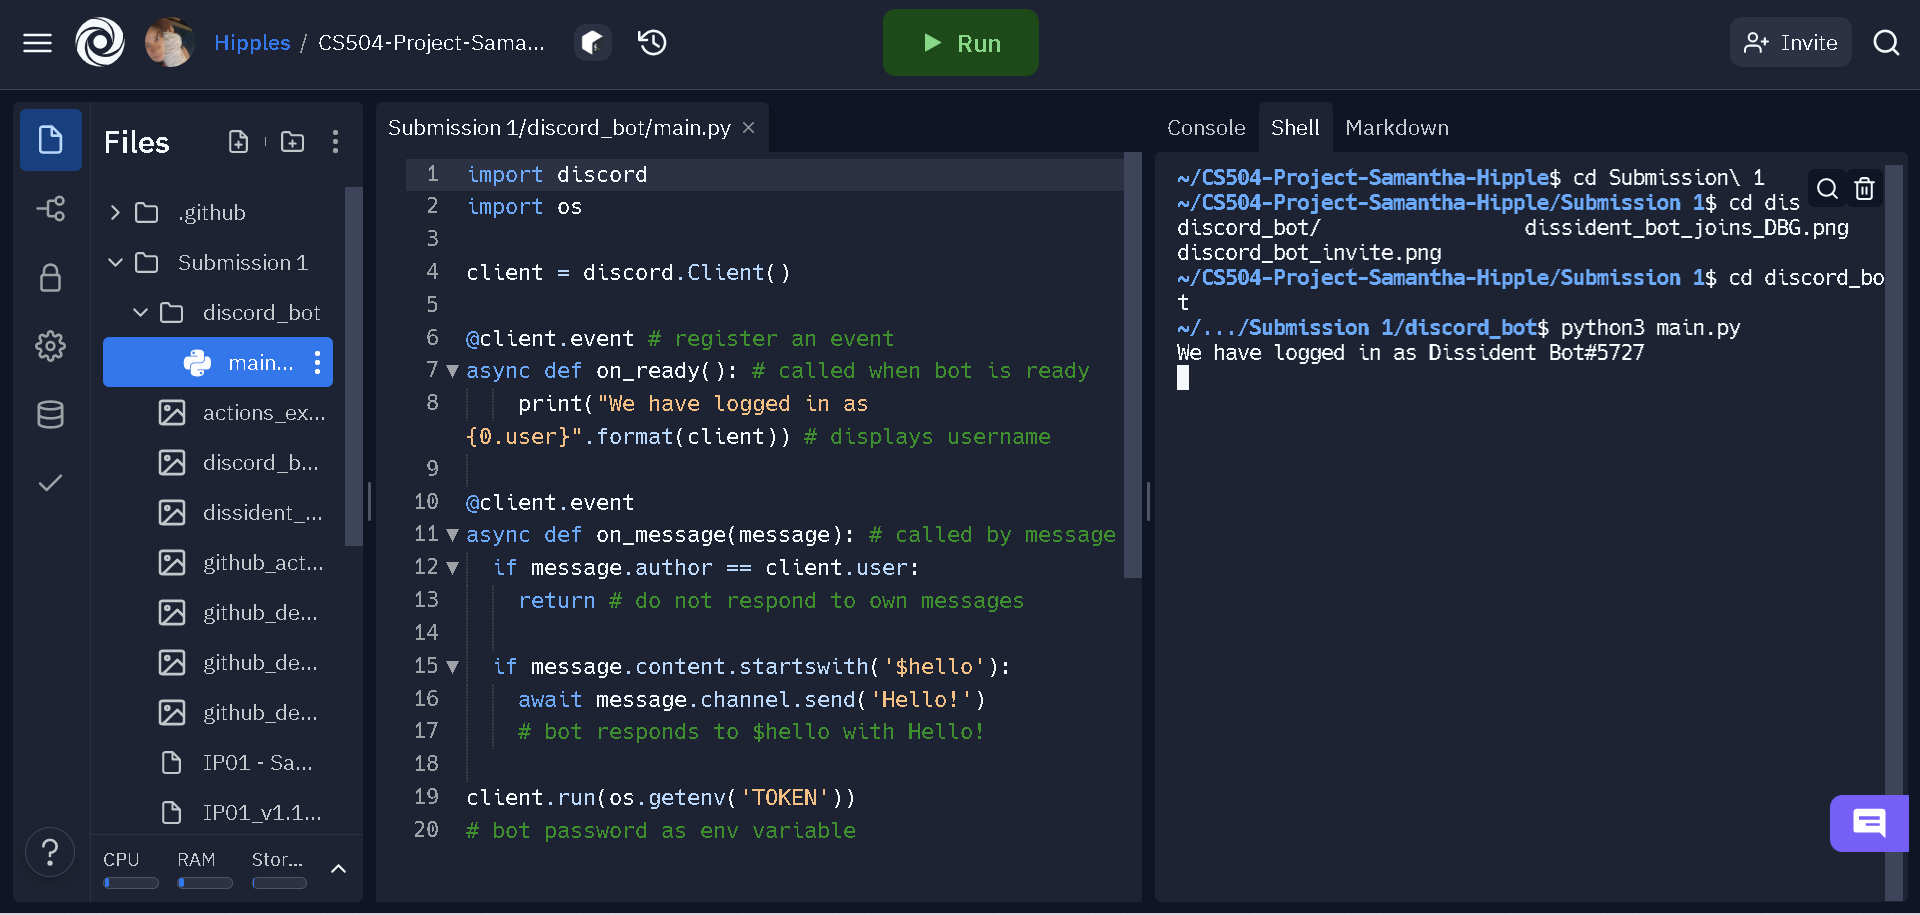 Hipples / CS504-Project-Sama...
Run
Invite
Files
.github
Submission 1
discord_bot
main...
actions_ex...
discord_b...
dissident_...
github_act...
github_de...
github_de...
github_de...
IP01 - Sa...
IP01_v1.1...
CPU RAM Stor...
?
Submission 1/discord_bot/main.py ×
1 import discord
2 import os
3
4 client = discord.Client()
5
6 @client.event # register an event
7 async def on_ready(): # called when bot is ready
8 print("We have logged in as
{0.user}".format(client)) # displays username
9
10 @client.event
11 async def on_message(message): # called by message
12 if message.author == client.user:
13 return # do not respond to own messages
14
15 if message.content.startswith('$hello'):
16 await message.channel.send('Hello!')
17 # bot responds to $hello with Hello!
18
19 client.run(os.getenv('TOKEN'))
20 # bot password as env variable
Console Shell Markdown
~/CS504-Project-Samantha-Hipple$ cd Submission\ 1
~/CS504-Project-Samantha-Hipple/Submission 1$ cd dis
discord_bot/ dissident_bot_joins_DBG.png
discord_bot_invite.png
~/CS504-Project-Samantha-Hipple/Submission 1$ cd discord_bo
t
~/.../Submission 1/discord_bot$ python3 main.py
We have logged in as Dissident Bot#5727